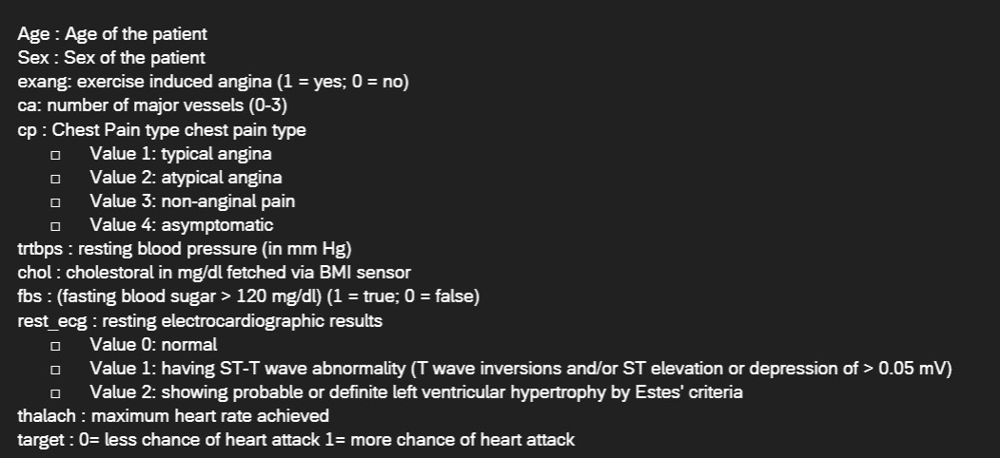 Age : Age of the patient
Sex : Sex of the patient
exang: exercise induced angina (1 = yes; 0 = no)
ca: number of major vessels (0-3)
cp : Chest Pain type chest pain type
□ Value 1: typical angina
□ Value 2: atypical angina
□ Value 3: non-anginal pain
□ Value 4: asymptomatic
trtbps : resting blood pressure (in mm Hg)
chol : cholestoral in mg/dl fetched via BMI sensor
fbs : (fasting blood sugar > 120 mg/dl) (1 = true; 0 = false)
rest_ecg : resting electrocardiographic results
□ Value 0: normal
□ Value 1: having ST-T wave abnormality (T wave inversions and/or ST elevation or depression of > 0.05 mV)
□ Value 2: showing probable or definite left ventricular hypertrophy by Estes' criteria
thalach : maximum heart rate achieved
target : 0= less chance of heart attack 1= more chance of heart attack